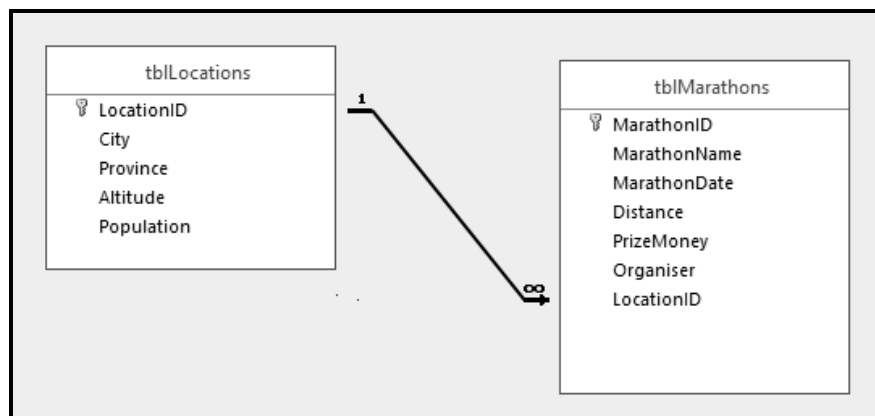 tblLocations
LocationID
City
Province
Altitude
Population
1
∞
tblMarathons
MarathonID
MarathonName
MarathonDate
Distance
PrizeMoney
Organiser
LocationID